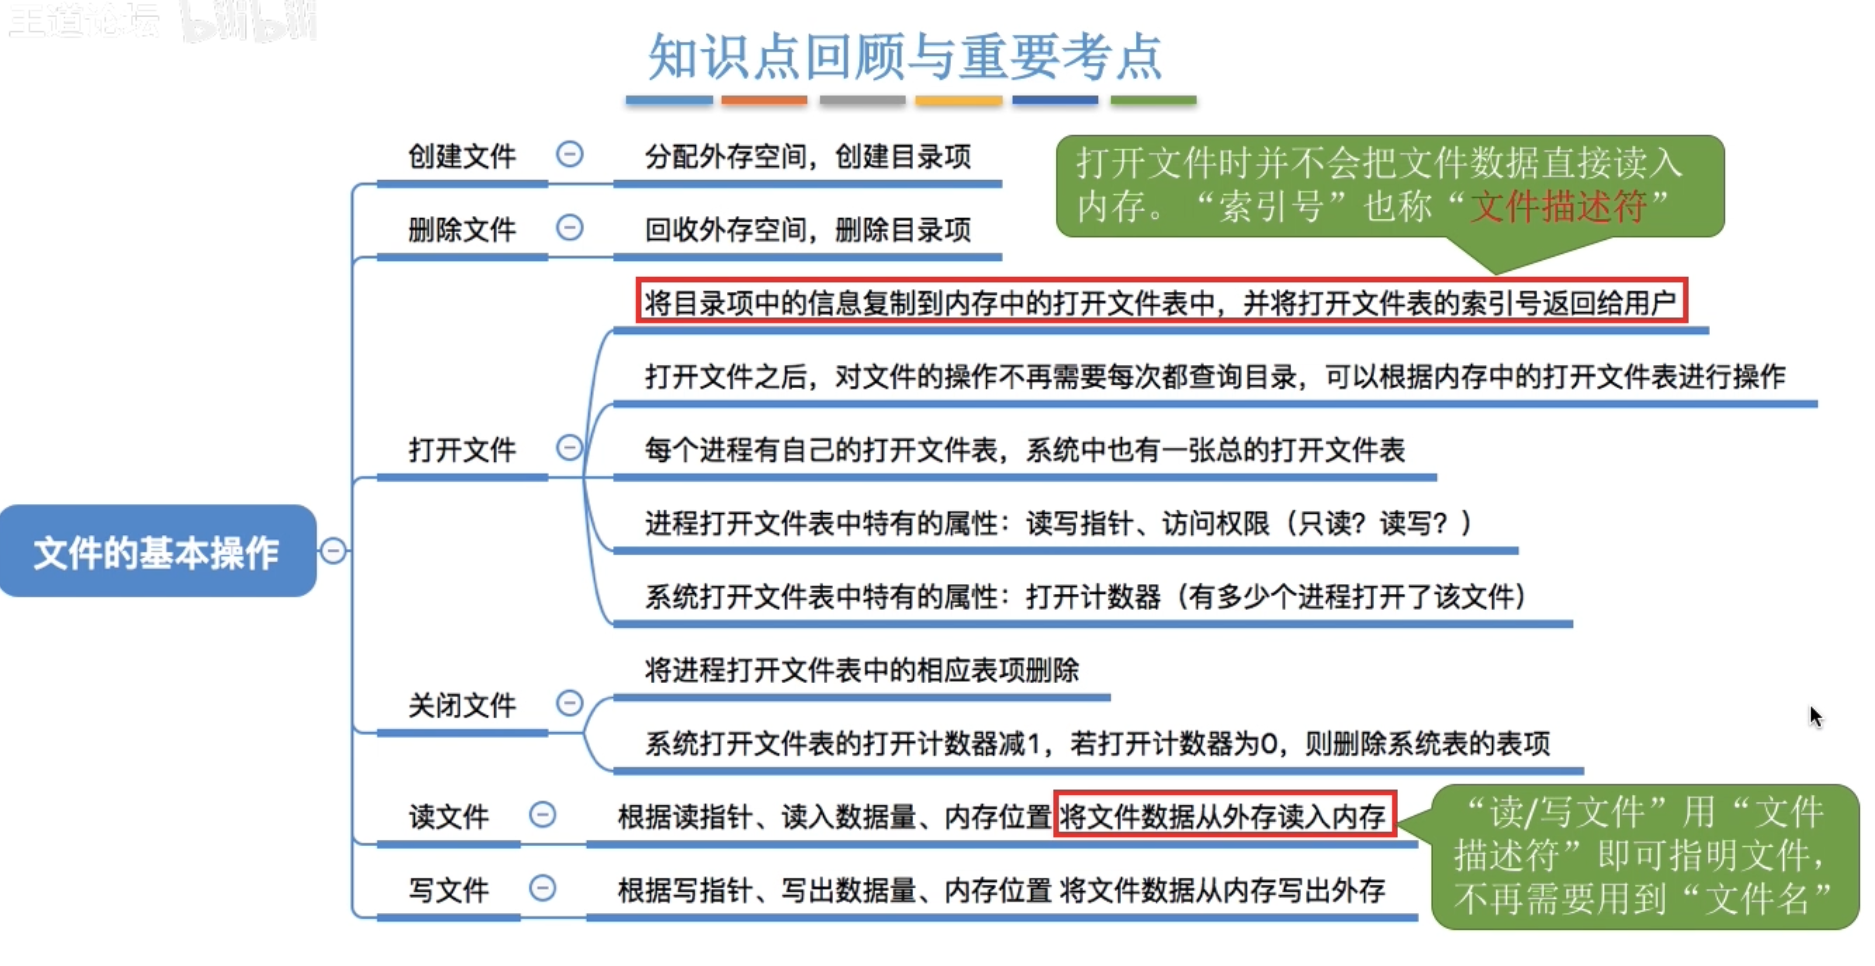 王道论坛 bilibili
知识点回顾与重要考点
创建文件
分配外存空间，创建目录项
打开文件时并不会把文件数据直接读入
内存。“索引号”也称“文件描述符”
删除文件
回收外存空间，删除目录项
将目录项中的信息复制到内存中的打开文件表中，并将打开文件表的索引号返回给用户
打开文件之后，对文件的操作不再需要每次都查询目录，可以根据内存中的打开文件表进行操作
打开文件
每个进程有自己的打开文件表，系统中也有一张总的打开文件表
进程打开文件表中特有的属性：读写指针、访问权限（只读？读写？）
文件的基本操作
系统打开文件表中特有的属性：打开计数器（有多少个进程打开了该文件）
将进程打开文件表中的相应表项删除
关闭文件
系统打开文件表的打开计数器减1，若打开计数器为0，则删除系统表的表项
读文件
根据读指针、读入数据量、内存位置将文件数据从外存读入内存
“读/写文件”用“文件
描述符”即可指明文件，
不再需要用到“文件名”
写文件
根据写指针、写出数据量、内存位置 将文件数据从内存写出外存